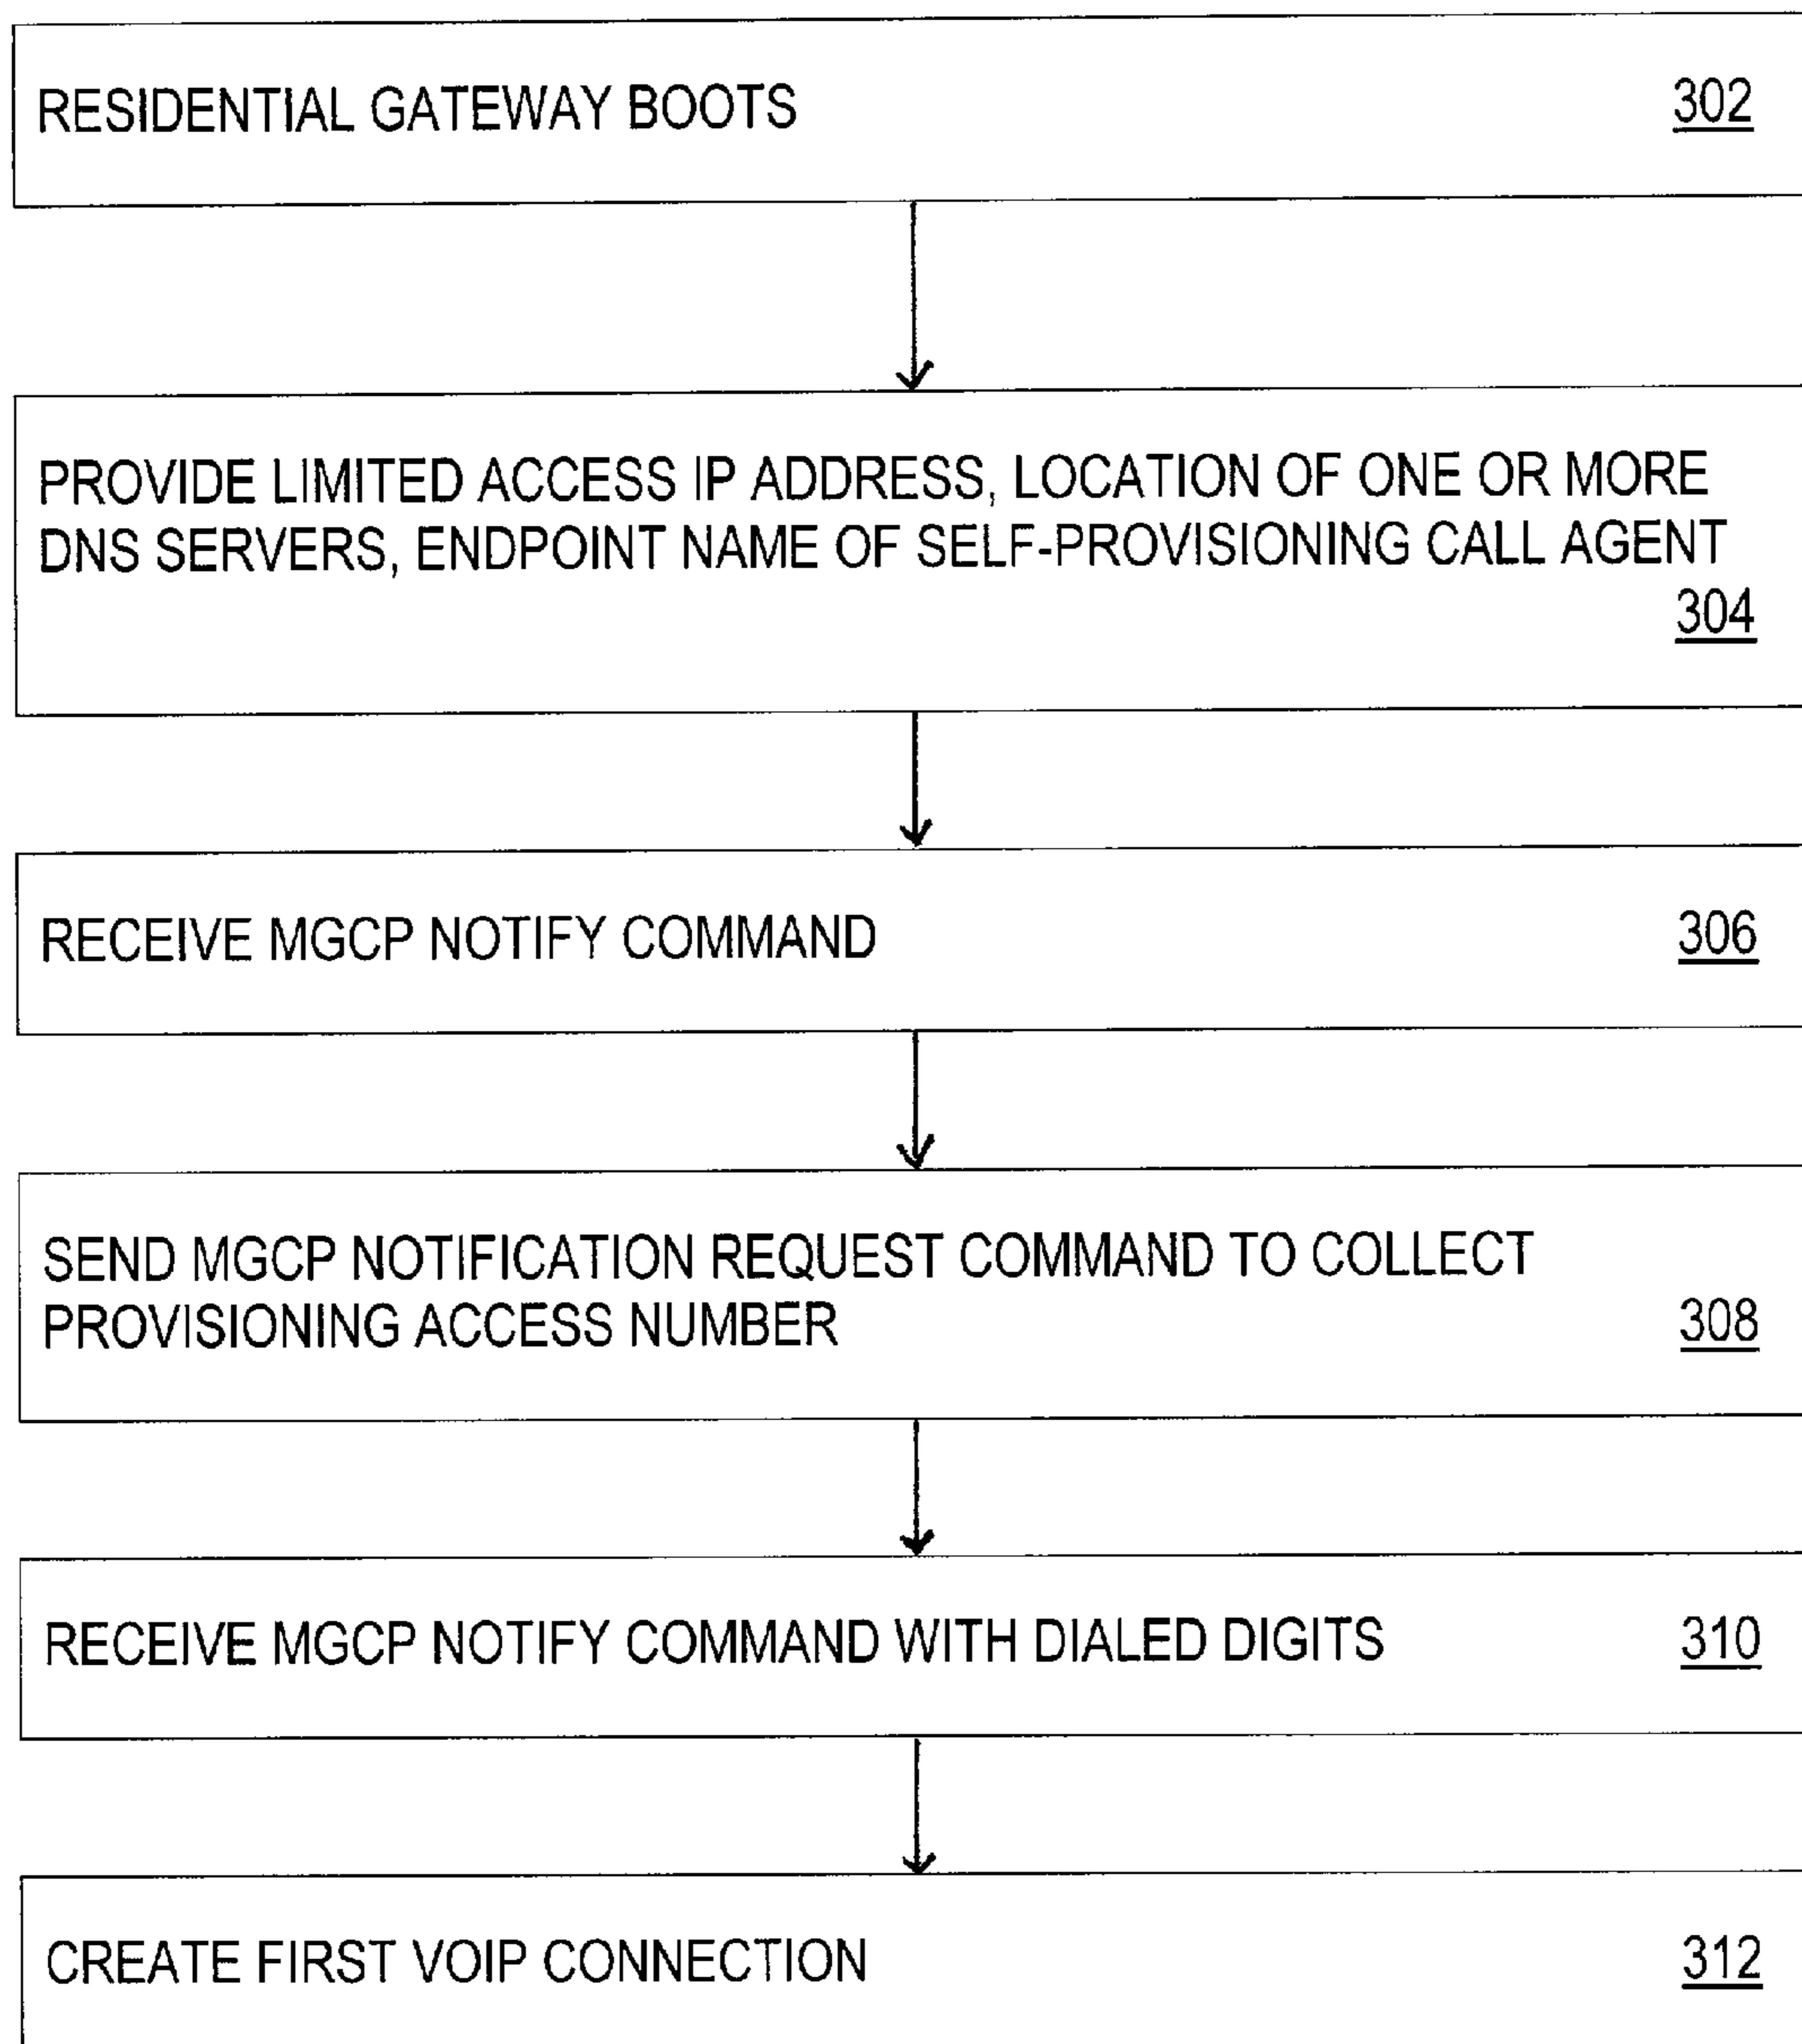 RESIDENTIAL GATEWAY BOOTS 302
PROVIDE LIMITED ACCESS IP ADDRESS, LOCATION OF ONE OR MORE
DNS SERVERS, ENDPOINT NAME OF SELF-PROVISIONING CALL AGENT
304
RECEIVE MGCP NOTIFY COMMAND 306
SEND MGCP NOTIFICATION REQUEST COMMAND TO COLLECT
PROVISIONING ACCESS NUMBER 308
RECEIVE MGCP NOTIFY COMMAND WITH DIALED DIGITS 310
CREATE FIRST VOIP CONNECTION 312